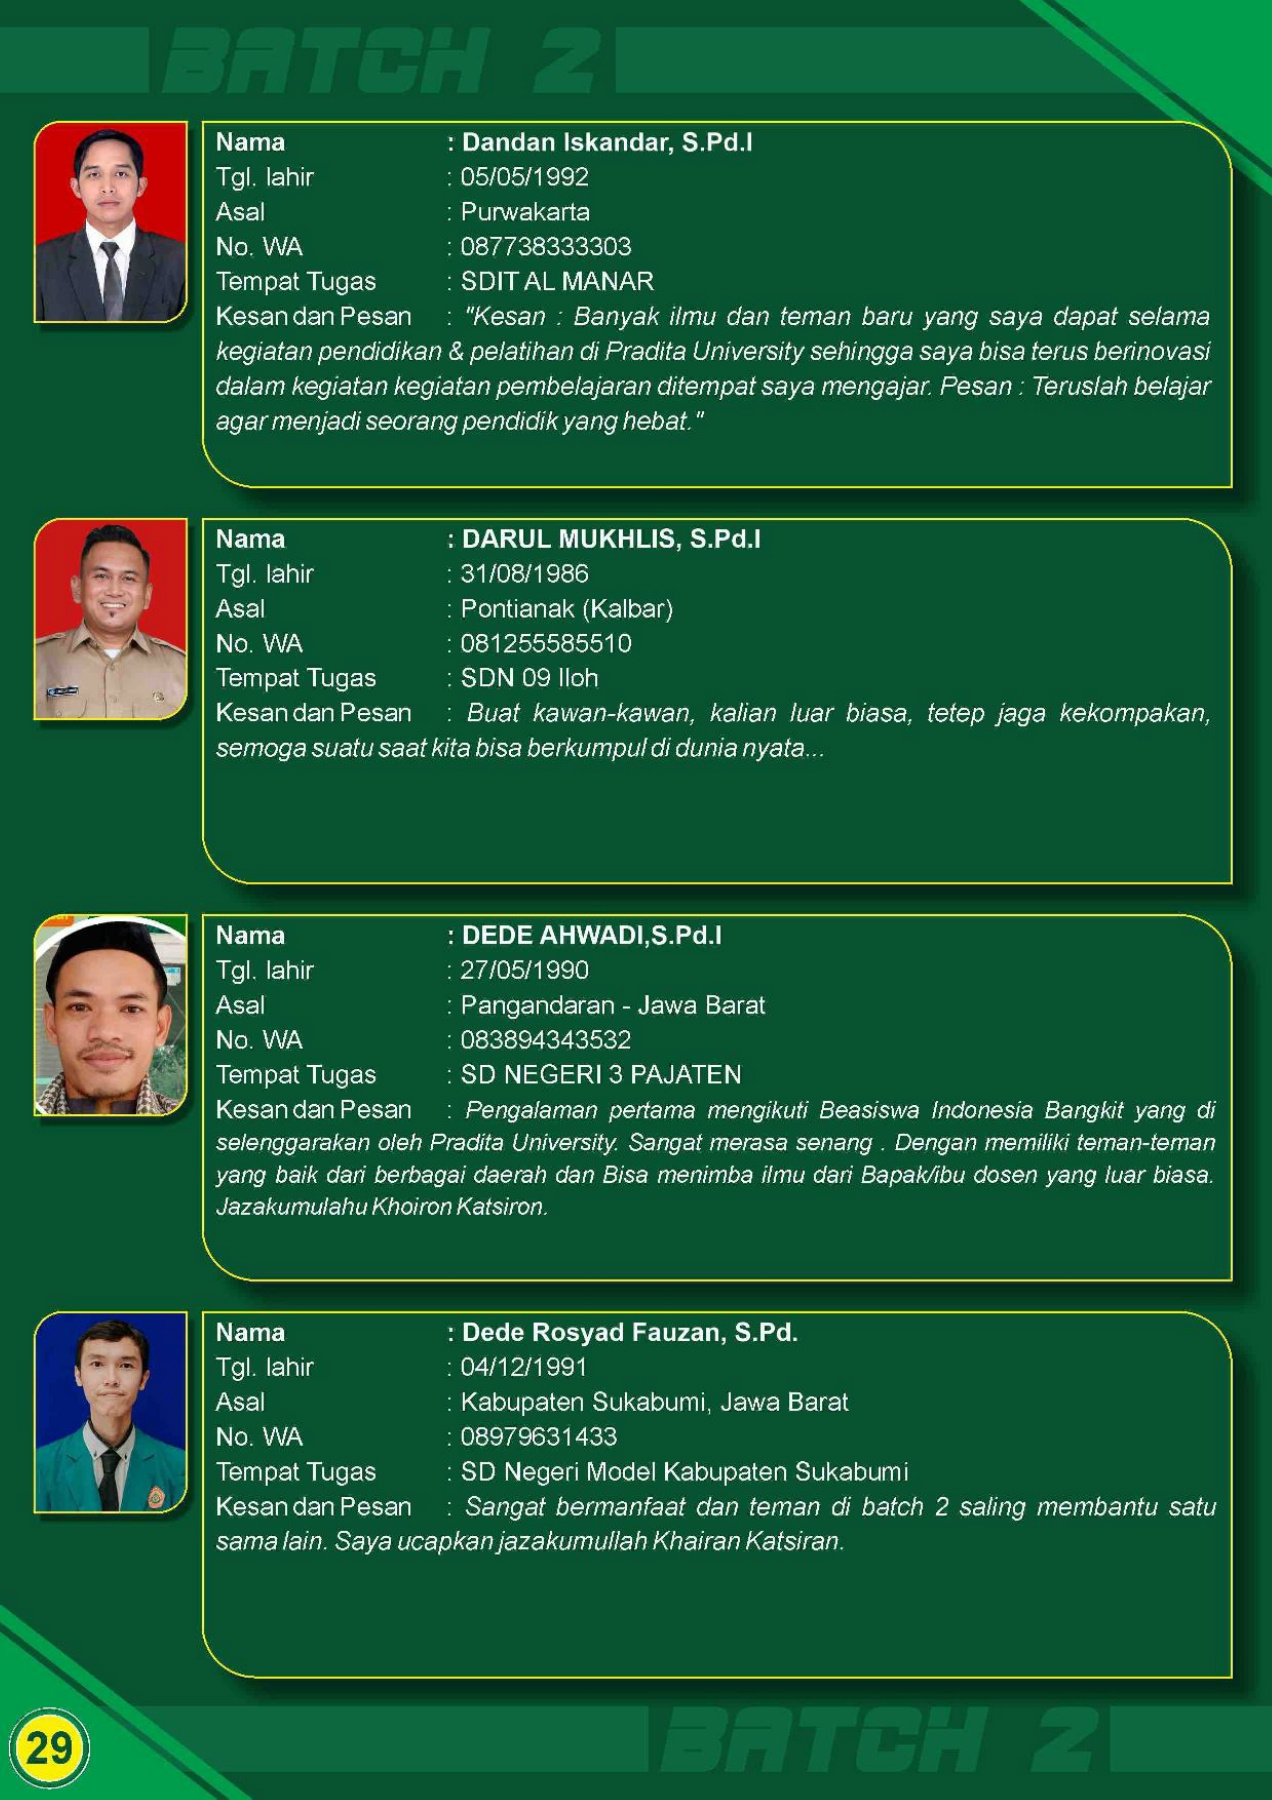 BATCH 2
Nama : Dandan Iskandar, S.Pd.I
Tgl. lahir : 05/05/1992
Asal : Purwakarta
No. WA : 087738333303
Tempat Tugas : SDIT AL MANAR
Kesan dan Pesan : "Kesan : Banyak ilmu dan teman baru yang saya dapat selama
kegiatan pendidikan & pelatihan di Pradita University sehingga saya bisa terus berinovasi
dalam kegiatan kegiatan pembelajaran ditempat saya mengajar. Pesan : Teruslah belajar
agar menjadi seorang pendidik yang hebat."
Nama : DARUL MUKHLIS, S.Pd.I
Tgl. lahir : 31/08/1986
Asal : Pontianak (Kalbar)
No. WA : 081255585510
Tempat Tugas : SDN 09 Iloh
Kesan dan Pesan : Buat kawan-kawan, kalian luar biasa, tetep jaga kekompakan,
semoga suatu saat kita bisa berkumpul di dunia nyata...
Nama : DEDE AHWADI,S.Pd.I
Tgl. lahir : 27/05/1990
Asal : Pangandaran - Jawa Barat
No. WA : 083894343532
Tempat Tugas : SD NEGERI 3 PAJATEN
Kesan dan Pesan : Pengalaman pertama mengikuti Beasiswa Indonesia Bangkit yang di
selenggarakan oleh Pradita University. Sangat merasa senang . Dengan memiliki teman-teman
yang baik dari berbagai daerah dan Bisa menimba ilmu dari Bapak/ibu dosen yang luar biasa.
Jazakumulahu Khoiron Katsiron.
Nama : Dede Rosyad Fauzan, S.Pd.
Tgl. lahir : 04/12/1991
Asal : Kabupaten Sukabumi, Jawa Barat
No. WA : 08979631433
Tempat Tugas : SD Negeri Model Kabupaten Sukabumi
Kesan dan Pesan : Sangat bermanfaat dan teman di batch 2 saling membantu satu
sama lain. Saya ucapkan jazakumullah Khairan Katsiran.
29
BATCH 2